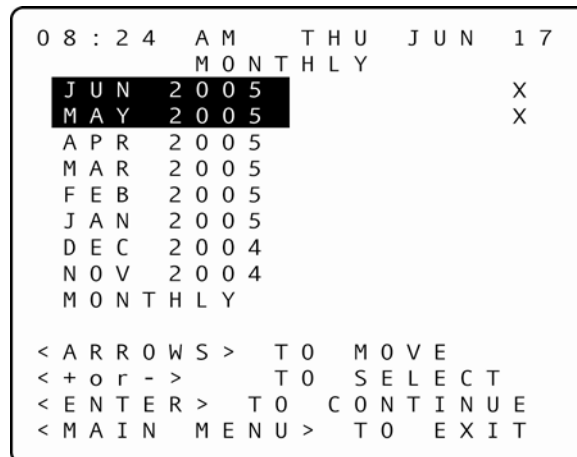 08:24 AM THU JUN 17
MONTHLY
JUN 2005 X
MAY 2005 X
APR 2005
MAR 2005
FEB 2005
JAN 2005
DEC 2004
NOV 2004
MONTHLY
<ARROWS> TO MOVE
<+or-> TO SELECT
<ENTER> TO CONTINUE
<MAIN MENU> TO EXIT